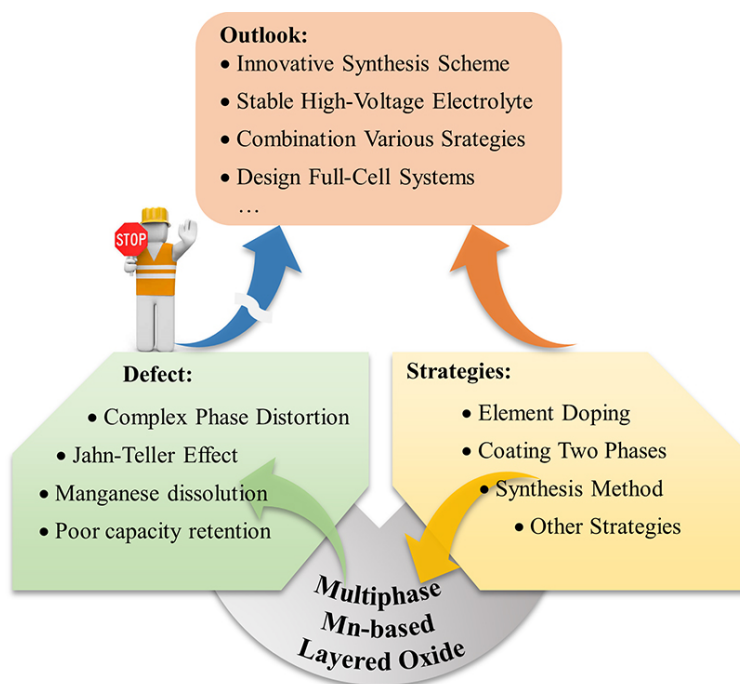 Outlook:
• Innovative Synthesis Scheme
• Stable High-Voltage Electrolyte
• Combination Various Srategies
• Design Full-Cell Systems
…
STOP
Defect:
• Complex Phase Distortion
• Jahn-Teller Effect
• Manganese dissolution
• Poor capacity retention
Strategies:
• Element Doping
• Coating Two Phases
• Synthesis Method
• Other Strategies
Multiphase
Mn-based
Layered Oxide